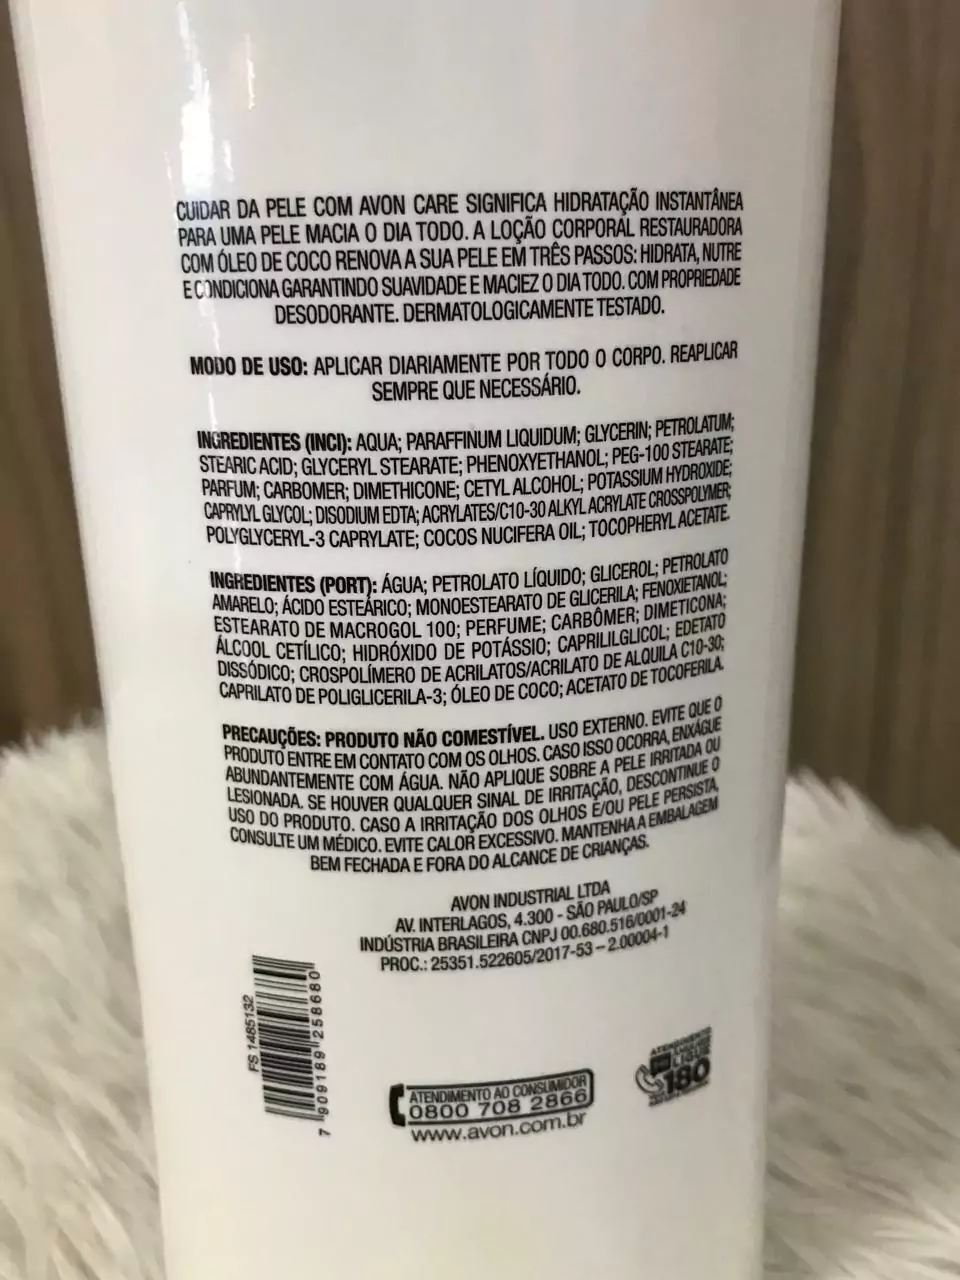 CUIDAR DA PELE COM AVON CARE SIGNIFICA HIDRATAÇÃO INSTANTÂNEA
PARA UMA PELE MACIA O DIA TODO. A LOÇÃO CORPORAL RESTAURADORA
COM ÓLEO DE COCO RENOVA A SUA PELE EM TRÊS PASSOS: HIDRATA, NUTRE
E CONDICIONA GARANTINDO SUAVIDADE E MACIEZ O DIA TODO. COM PROPRIEDADE
DESODORANTE. DERMATOLOGICAMENTE TESTADO.
MODO DE USO: APLICAR DIARIAMENTE POR TODO O CORPO. REAPLICAR
SEMPRE QUE NECESSÁRIO.
INGREDIENTES (INCI): AQUA; PARAFFINUM LIQUIDUM; GLYCERIN; PETROLATUM;
STEARIC ACID; GLYCERYL STEARATE; PHENOXYETHANOL; PEG-100 STEARATE;
PARFUM; CARBOMER; DIMETHICONE; CETYL ALCOHOL; POTASSIUM HYDROXIDE;
CAPRYLYL GLYCOL; DISODIUM EDTA; ACRYLATES/C10-30 ALKYL ACRYLATE CROSSPOLYMER;
POLYGLYCERYL-3 CAPRYLATE; COCOS NUCIFERA OIL; TOCOPHERYL ACETATE.
INGREDIENTES (PORT): ÁGUA; PETROLATO LÍQUIDO; GLICEROL; PETROLATO
AMARELO; ÁCIDO ESTEÁRICO; MONOESTEARATO DE GLICERILA; FENOXIETANOL;
ESTEARATO DE MACROGOL 100; PERFUME; CARBÔMER; DIMETICONA;
ÁLCOOL CETÍLICO; HIDRÓXIDO DE POTÁSSIO; CAPRILILGLICOL; EDETATO
DISSÓDICO; CROSPOLÍMERO DE ACRILATOS/ACRILATO DE ALQUILA C10-30;
CAPRILATO DE POLIGLICERILA-3; ÓLEO DE COCO; ACETATO DE TOCOFERILA.
PRECAUÇÕES: PRODUTO NÃO COMESTÍVEL. USO EXTERNO. EVITE QUE O
PRODUTO ENTRE EM CONTATO COM OS OLHOS. CASO ISSO OCORRA, ENXÁGUE
ABUNDANTEMENTE COM ÁGUA. NÃO APLIQUE SOBRE A PELE IRRITADA OU
LESIONADA. SE HOUVER QUALQUER SINAL DE IRRITAÇÃO, DESCONTINUE O
USO DO PRODUTO. CASO A IRRITAÇÃO DOS OLHOS E/OU PELE PERSISTA,
CONSULTE UM MÉDICO. EVITE CALOR EXCESSIVO. MANTENHA A EMBALAGEM
BEM FECHADA E FORA DO ALCANCE DE CRIANÇAS.
AVON INDUSTRIAL LTDA
AV. INTERLAGOS, 4.300 - SÃO PAULO/SP
INDÚSTRIA BRASILEIRA CNPJ 00.680.516/0001-24
PROC.: 25351.522605/2017-53 – 2.00004-1
FS 1485132
7 909189 258680
ATENDIMENTO AO CONSUMIDOR
0800 708 2866
www.avon.com.br
LIGUE
180